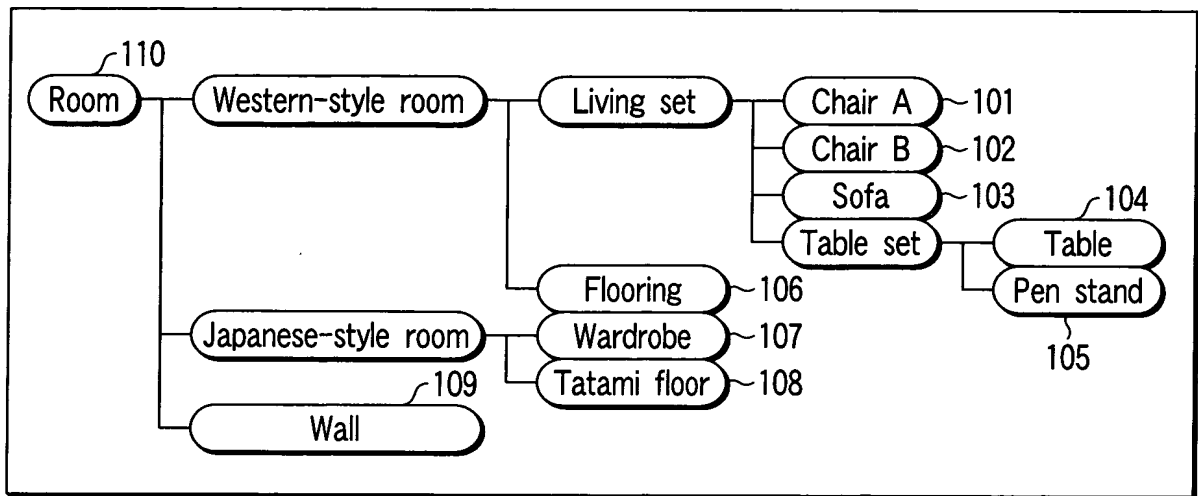 110
Room
Western-style room
Living set
Chair A
101
Chair B
102
Sofa
103
104
Table set
Table
Flooring
106
Pen stand
105
Japanese-style room
Wardrobe
107
Tatami floor
108
109
Wall